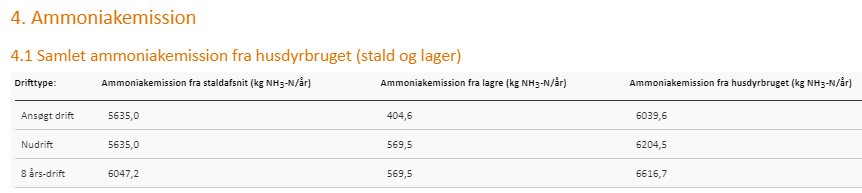 4. Ammoniakemission
4.1 Samlet ammoniakemission fra husdyrbruget (stald og lager)
Drifttype: Ammoniakemission fra staldafsnit (kg NH3-N/år) Ammoniakemission fra lagre (kg NH3-N/år) Ammoniakemission fra husdyrbruget (kg NH3-N/år)
Ansøgt drift 5635,0 404,6 6039,6
Nudrift 5635,0 569,5 6204,5
8 års-drift 6047,2 569,5 6616,7